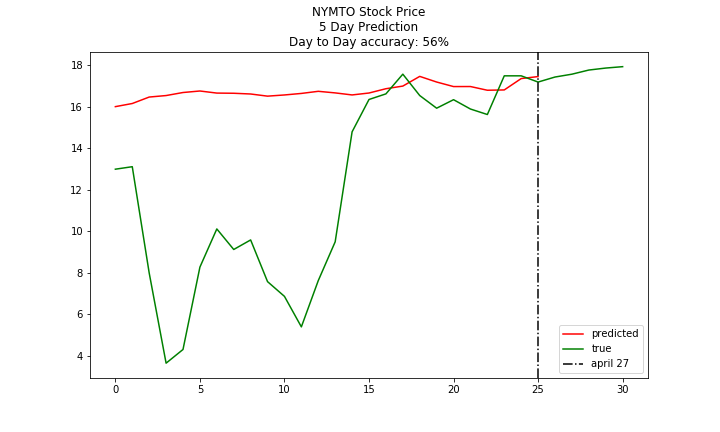 NYMTO Stock Price
5 Day Prediction
Day to Day accuracy: 56%
18
16
14
12
10
8
6
4
0
5
10
15
20
25
30
predicted
true
april 27